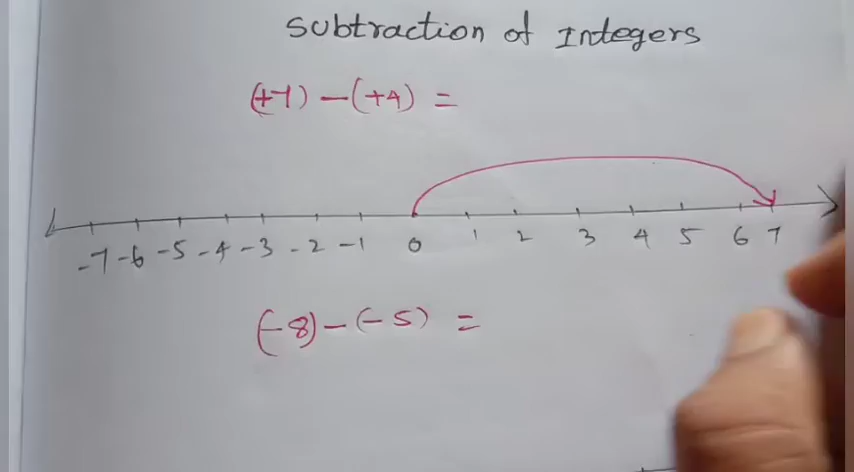 Subtraction of Integers
(+7) - (+4) =
-7 -6 -5 -4 -3 -2 -1 0 1 2 3 4 5 6 7
(-8) - (-5) =